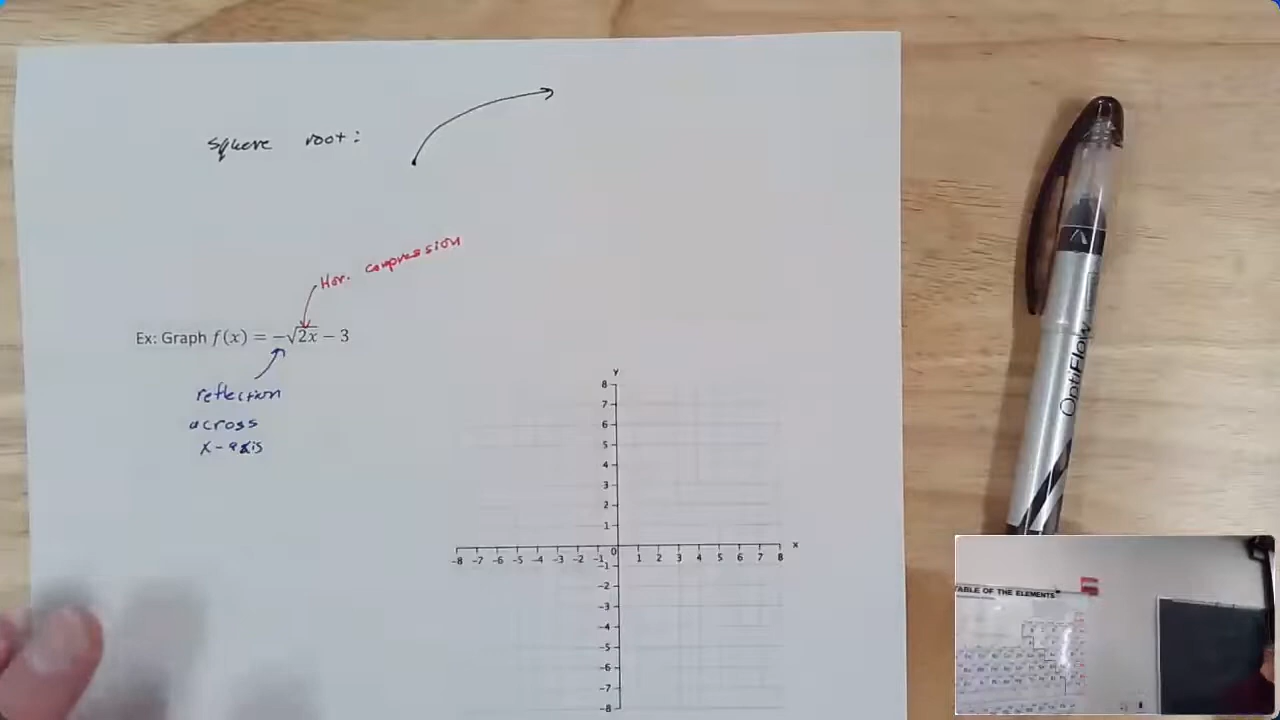 square root:
Hor. compression
Ex: Graph f(x) = −√2x − 3
reflection
across
x-axis
y
8
7
6
5
4
3
2
1
-8 -7 -6 -5 -4 -3 -2 -1 0 1 2 3 4 5 6 7 8 x
-1
-2
-3
-4
-5
-6
-7
-8
OptiFlow
TABLE OF THE ELEMENTS